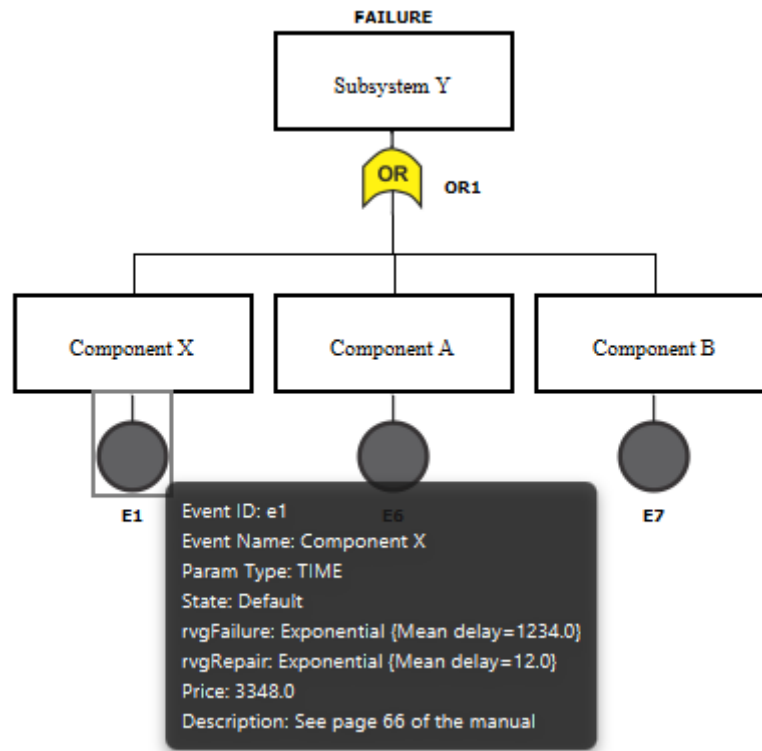 FAILURE
Subsystem Y
OR
OR1
Component X
Component A
Component B
E1
E6
E7
Event ID: e1
Event Name: Component X
Param Type: TIME
State: Default
rvgFailure: Exponential {Mean delay=1234.0}
rvgRepair: Exponential {Mean delay=12.0}
Price: 3348.0
Description: See page 66 of the manual